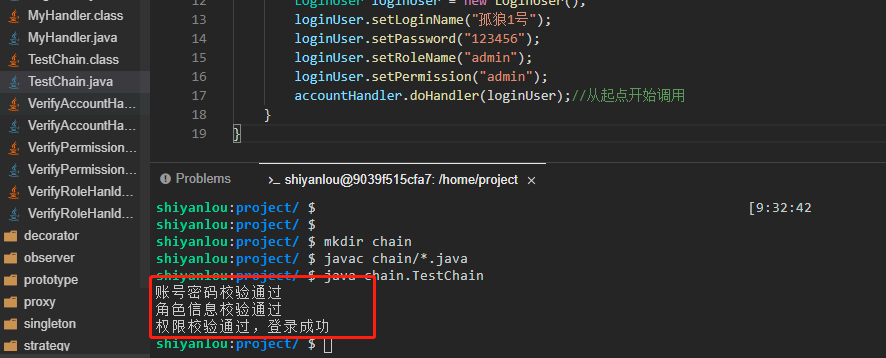 MyHandler.class
MyHandler.java
TestChain.class
TestChain.java
VerifyAccountHa...
VerifyAccountHa...
VerifyPermission...
VerifyPermission...
VerifyRoleHanld...
VerifyRoleHanld...
decorator
observer
prototype
proxy
singleton
strategy
12 LoginUser loginUser = new LoginUser();
13 loginUser.setLoginName("孤狼1号");
14 loginUser.setPassword("123456");
15 loginUser.setRoleName("admin");
16 loginUser.setPermission("admin");
17 accountHandler.doHandler(loginUser);//从起点开始调用
18 }
19 }
Problems
>_ shiyanlou@9039f515cfa7: /home/project ×
shiyanlou:project/ $ [9:32:42
shiyanlou:project/ $
shiyanlou:project/ $ mkdir chain
shiyanlou:project/ $ javac chain/*.java
shiyanlou:project/ $ java chain.TestChain
账号密码校验通过
角色信息校验通过
权限校验通过，登录成功
shiyanlou:project/ $